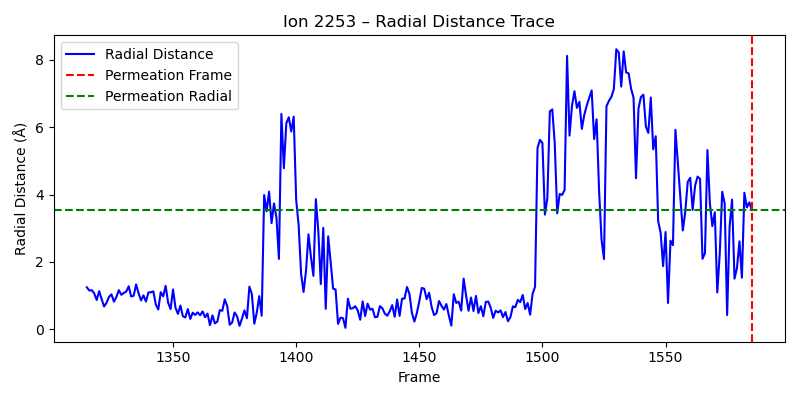 Ion 2253 – Radial Distance Trace
Radial Distance
Permeation Frame
Permeation Radial
Radial Distance (Å)
8
6
4
2
0
1350
1400
1450
1500
1550
Frame